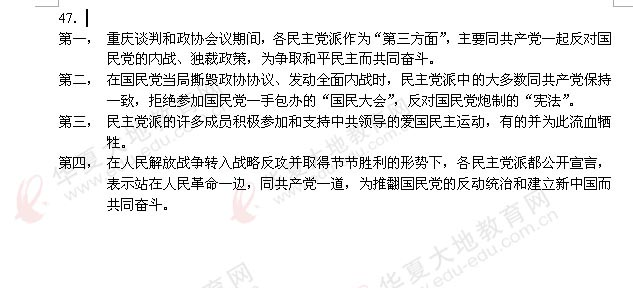 47.
第一， 重庆谈判和政协会议期间，各民主党派作为“第三方面”，主要同共产党一起反对国
民党的内战、独裁政策，为争取和平民主而共同奋斗。
第二， 在国民党当局撕毁政协协议、发动全面内战时，民主党派中的大多数同共产党保持
一致，拒绝参加国民党一手包办的“国民大会”，反对国民党炮制的“宪法”。
第三， 民主党派的许多成员积极参加和支持中共领导的爱国民主运动，有的并为此流血牺
牲。
第四， 在人民解放战争转入战略反攻并取得节节胜利的形势下，各民主党派都公开宣言，
表示站在人民革命一边，同共产党一道，为推翻国民党的反动统治和建立新中国而
共同奋斗。
华夏大地教育网
www.edu-edu.com.cn